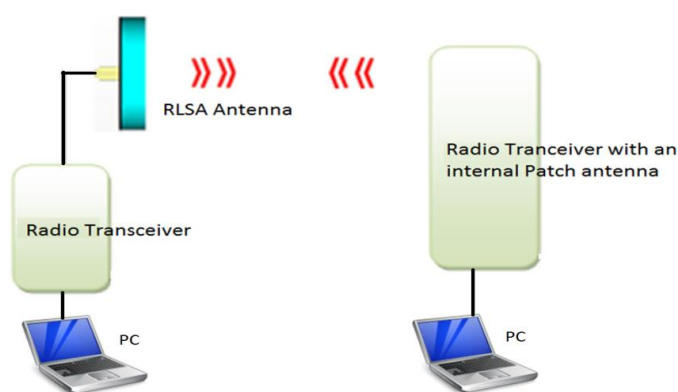 RLSA Antenna
Radio Tranceiver with an
internal Patch antenna
Radio Transceiver
PC
PC